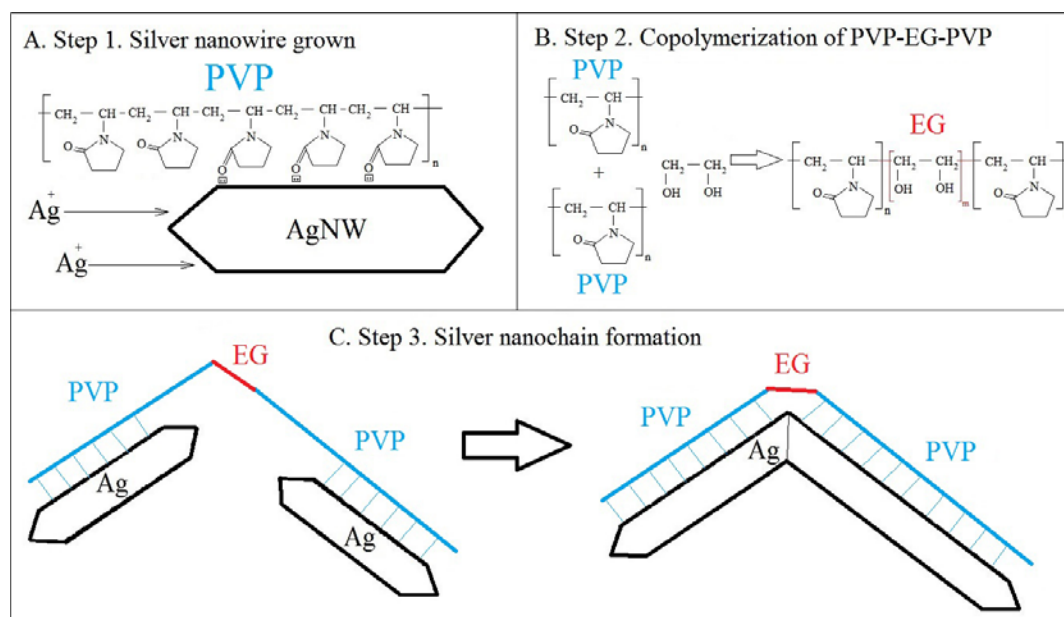 A. Step 1. Silver nanowire grown
PVP
CH₂—CH—CH₂—CH—CH₂—CH—CH₂—CH—CH₂—CH
N N N N N
O O O O O
n
Ag⁺
Ag⁺
AgNW
B. Step 2. Copolymerization of PVP-EG-PVP
PVP
CH₂—CH
N
O
n
+
CH₂—CH₂
OH OH
CH₂—CH
N
O
n
PVP
EG
CH₂—CH CH₂—CH₂ CH₂—CH
N OH OH N
O O
n m n
C. Step 3. Silver nanochain formation
EG
PVP
PVP
Ag
Ag
EG
PVP
PVP
Ag